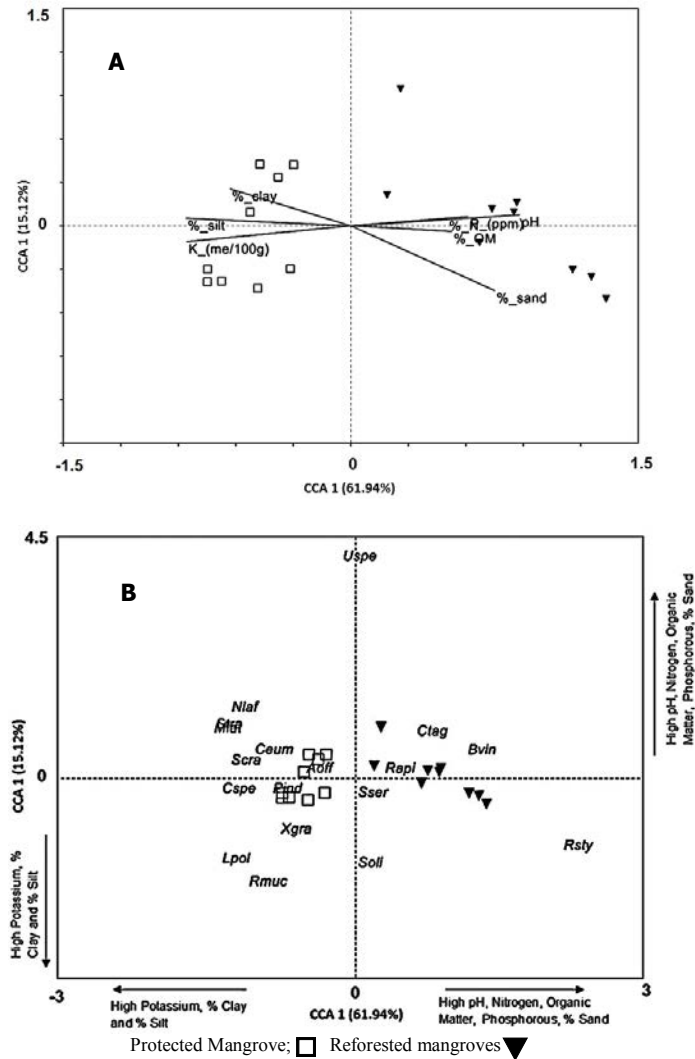 1.5
A
CCA 1 (15.12%)
%_clay
%_silt
K_(me/100g)
0
(ppm)
pH
%_OM
%_sand
-1.5
0
1.5
CCA 1 (61.94%)
4.5
B
Uspe
Nlaf
Ceum
Scra
Aoff
Cspe
Xgra
Lpol
Rmuc
Ctag
Bvin
Rapi
Sser
Soll
Rsty
CCA 1 (15.12%)
0
High pH, Nitrogen, Organic
Matter, Phosphorous, % Sand
High Potassium, %
Clay and % Silt
-3
0
3
High Potassium, % Clay
and % Silt
CCA 1 (61.94%)
High pH, Nitrogen, Organic
Matter, Phosphorous, % Sand
Protected Mangrove; Reforested mangroves